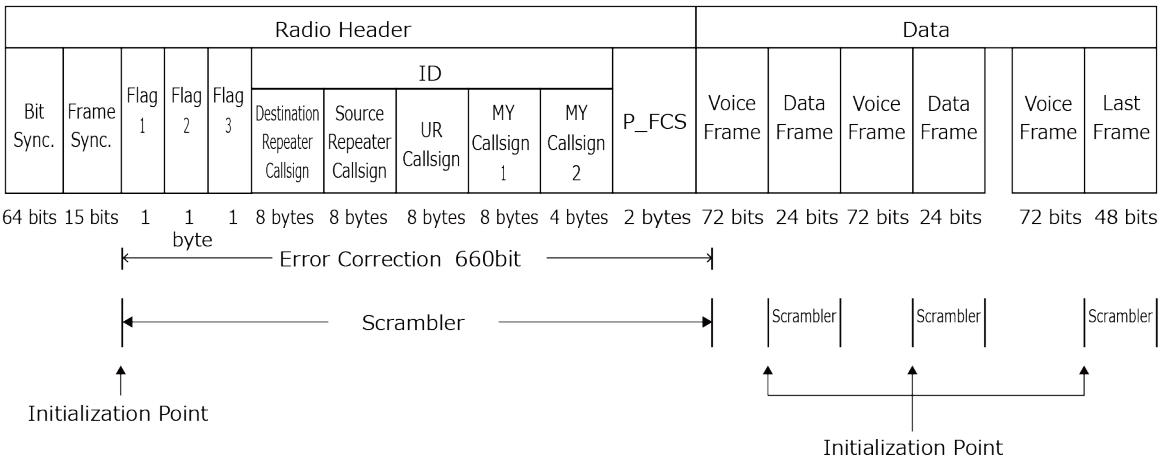 Radio Header
Data
Bit
Sync.
Frame
Sync.
Flag
1
Flag
2
Flag
3
ID
Destination
Repeater
Callsign
Source
Repeater
Callsign
UR
Callsign
MY
Callsign
1
MY
Callsign
2
P_FCS
Voice
Frame
Data
Frame
Voice
Frame
Data
Frame
Voice
Frame
Last
Frame
64 bits 15 bits 1 1 1 8 bytes 8 bytes 8 bytes 8 bytes 4 bytes 2 bytes 72 bits 24 bits 72 bits 24 bits 72 bits 48 bits
byte
Error Correction 660bit
Scrambler
Scrambler
Scrambler
Scrambler
Initialization Point
Initialization Point